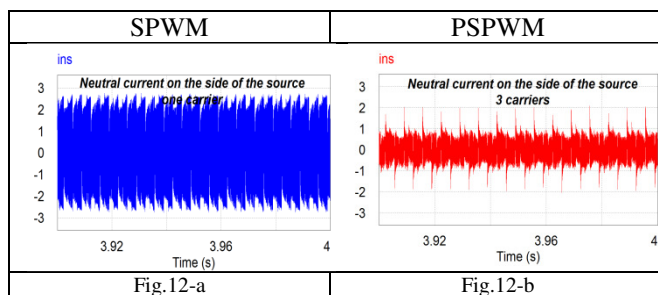 SPWM
PSPWM
ins
Neutral current on the side of the source
one carrier
3
2
1
0
-1
-2
-3
3.92
3.96
4
Time (s)
ins
Neutral current on the side of the source
3 carriers
3
2
1
0
-1
-2
-3
3.92
3.96
4
Time (s)
Fig.12-a
Fig.12-b